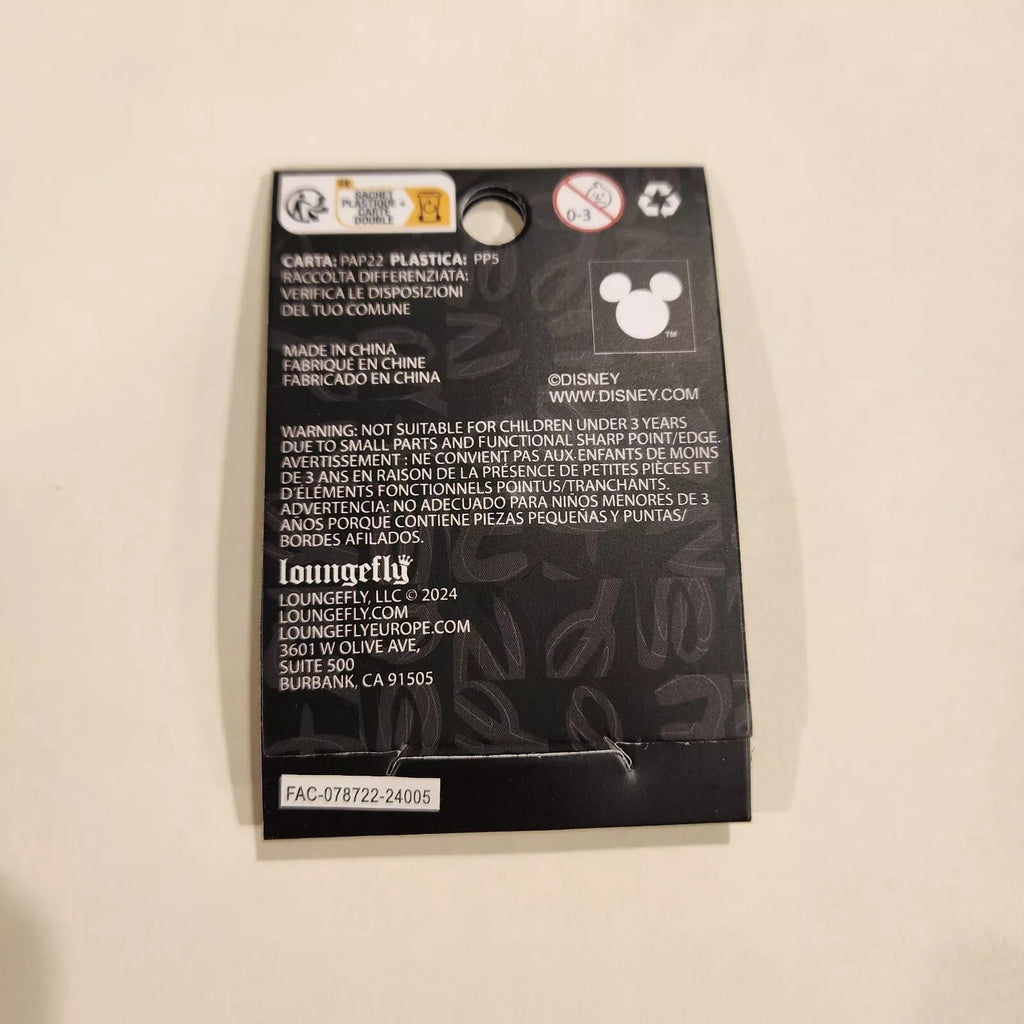 FR
SACHET
PLASTIQUE +
CARTE
DOUBLE
0-3
CARTA: PAP22 PLASTICA: PP5
RACCOLTA DIFFERENZIATA:
VERIFICA LE DISPOSIZIONI
DEL TUO COMUNE
TM
MADE IN CHINA
FABRIQUÉ EN CHINE
FABRICADO EN CHINA
©DISNEY
WWW.DISNEY.COM
WARNING: NOT SUITABLE FOR CHILDREN UNDER 3 YEARS
DUE TO SMALL PARTS AND FUNCTIONAL SHARP POINT/EDGE.
AVERTISSEMENT : NE CONVIENT PAS AUX ENFANTS DE MOINS
DE 3 ANS EN RAISON DE LA PRÉSENCE DE PETITES PIÈCES ET
D'ÉLÉMENTS FONCTIONNELS POINTUS/TRANCHANTS.
ADVERTENCIA: NO ADECUADO PARA NIÑOS MENORES DE 3
AÑOS PORQUE CONTIENE PIEZAS PEQUEÑAS Y PUNTAS/
BORDES AFILADOS.
loungefly
LOUNGEFLY, LLC © 2024
LOUNGEFLY.COM
LOUNGEFLYEUROPE.COM
3601 W OLIVE AVE,
SUITE 500
BURBANK, CA 91505
FAC-078722-24005